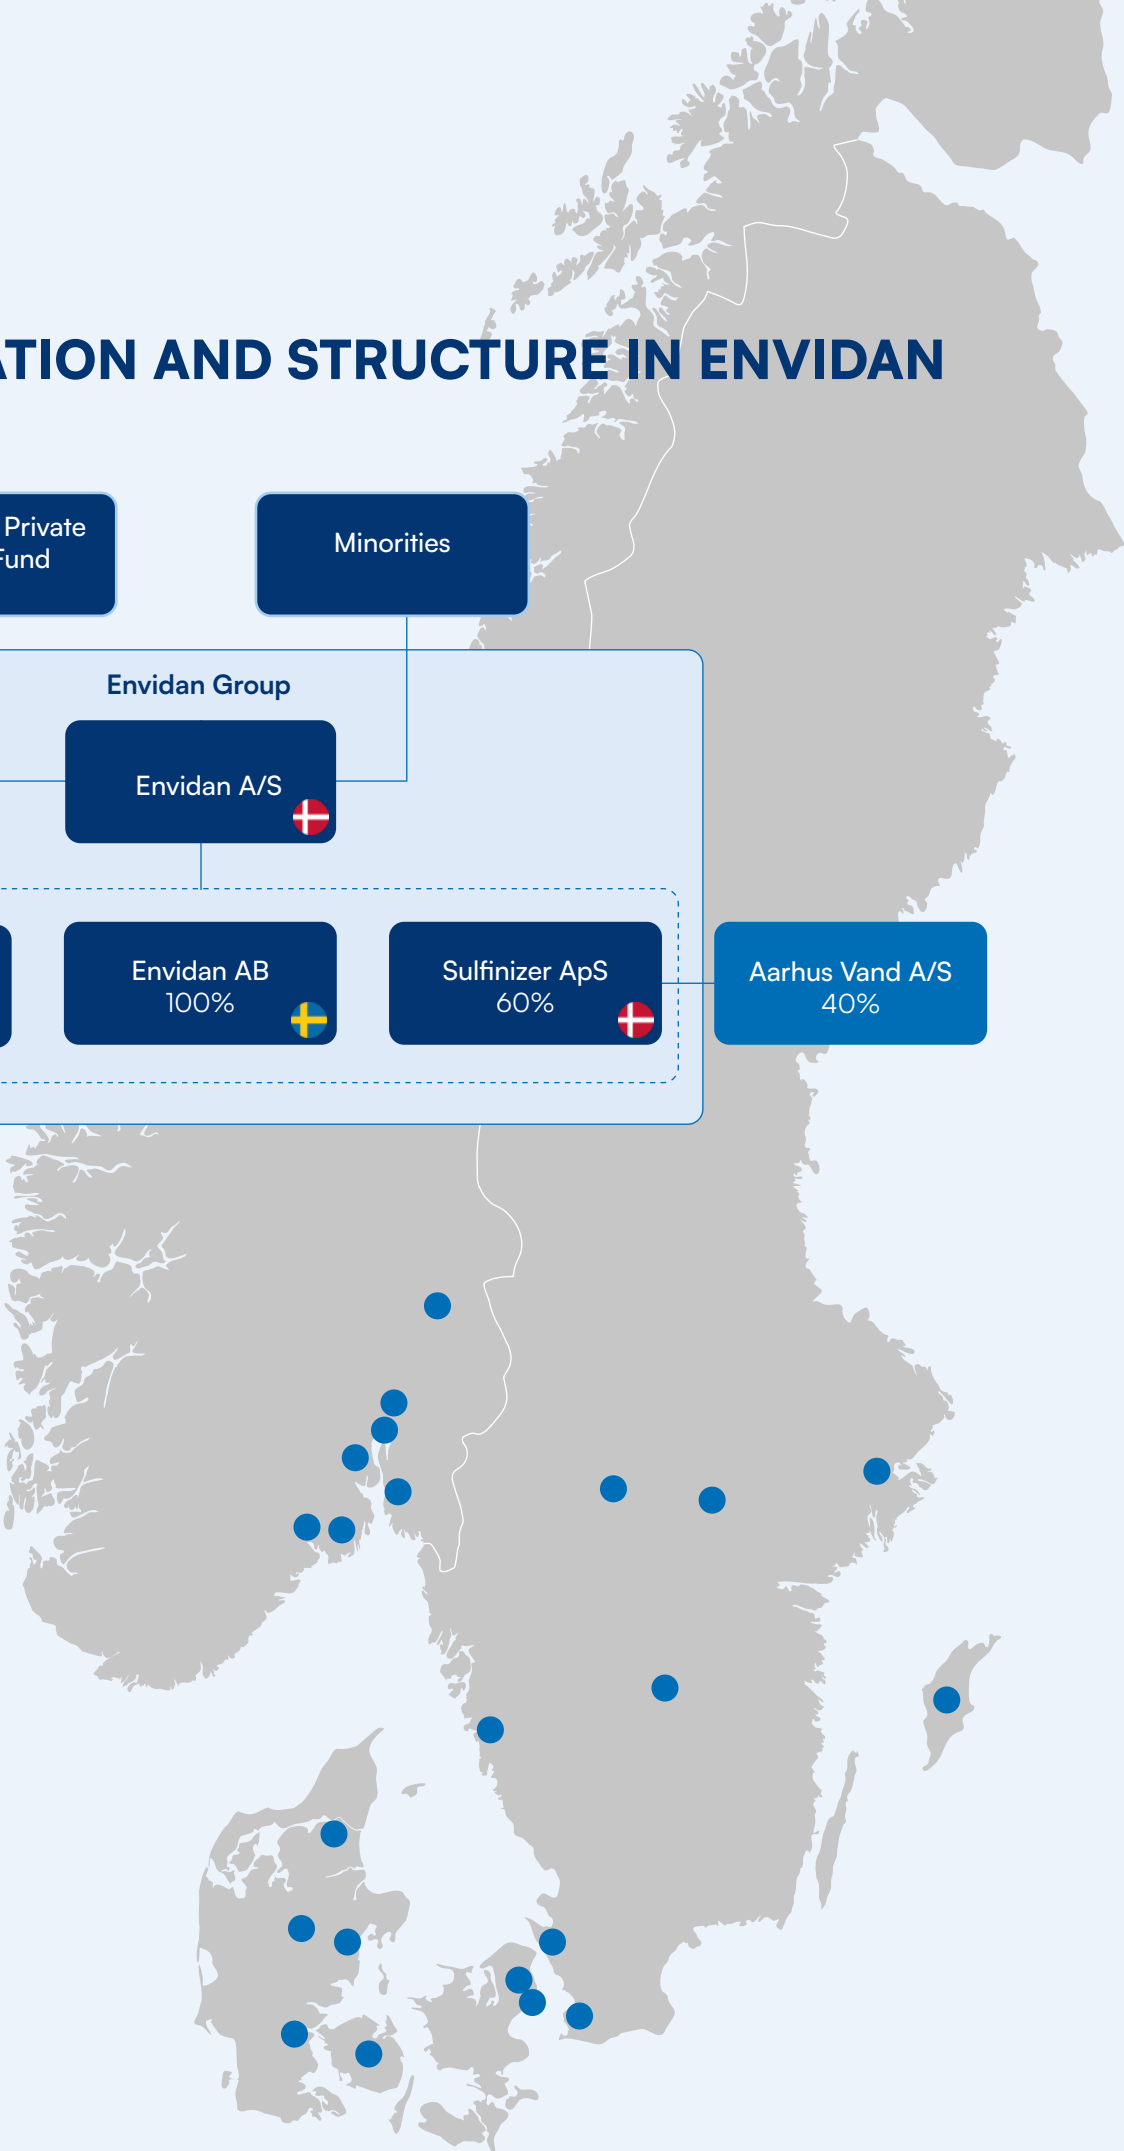 ATION AND STRUCTURE IN ENVIDAN
Private
Fund
Minorities
Envidan Group
Envidan A/S
Envidan AB
100%
Sulfinizer ApS
60%
Aarhus Vand A/S
40%